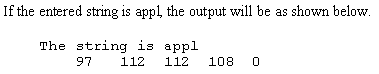 If the entered string is appl, the output will be as shown below.
The string is appl
97 112 112 108 0